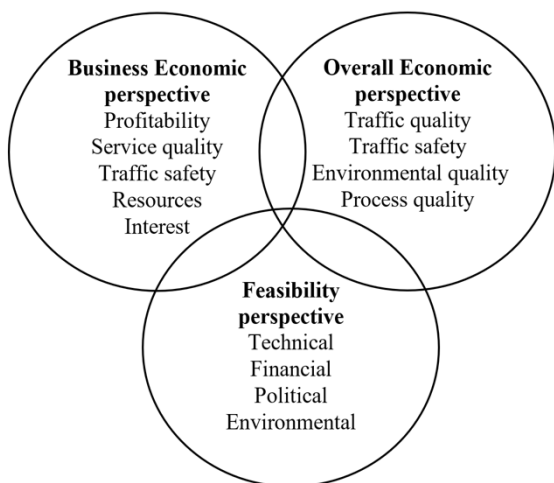 Business Economic
perspective
Profitability
Service quality
Traffic safety
Resources
Interest
Overall Economic
perspective
Traffic quality
Traffic safety
Environmental quality
Process quality
Feasibility
perspective
Technical
Financial
Political
Environmental